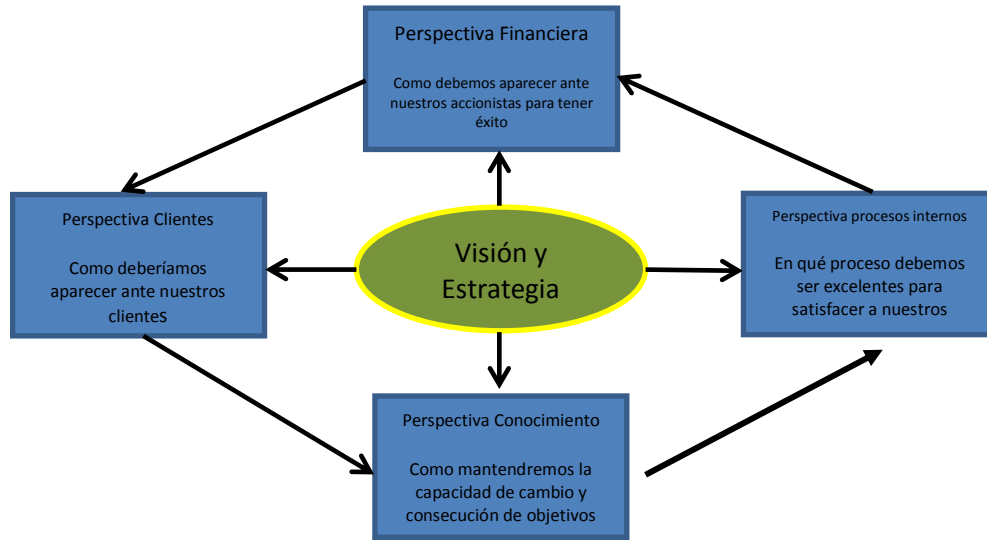 Perspectiva Financiera
Como debemos aparecer ante
nuestros accionistas para tener
éxito
Perspectiva Clientes
Como deberíamos
aparecer ante nuestros
clientes
Visión y
Estrategia
Perspectiva procesos internos
En qué proceso debemos
ser excelentes para
satisfacer a nuestros
Perspectiva Conocimiento
Como mantendremos la
capacidad de cambio y
consecución de objetivos